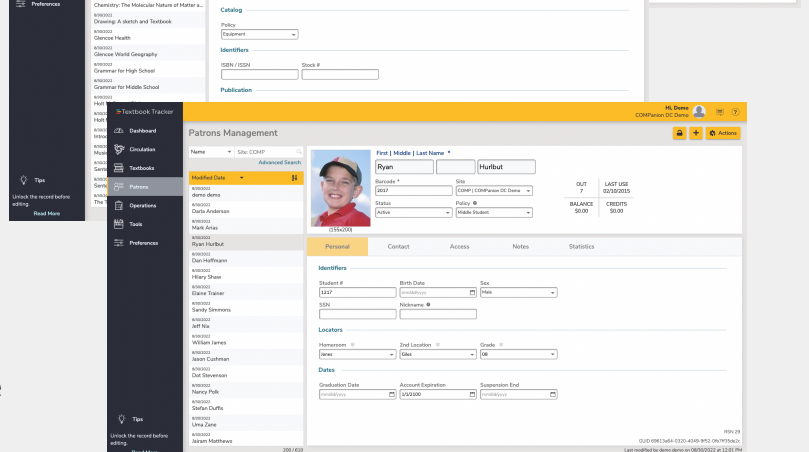 Preferences
Chemistry: The Molecular Nature of Matter a...
8/30/2022
Drawing: A sketch and Textbook
8/30/2022
Glencoe Health
8/30/2022
Glencoe World Geography
8/30/2022
Grammar for High School
8/30/2022
Grammar for Middle School
8/30/2022
Catalog
Policy
Equipment
Identifiers
ISBN / ISSN Stock #
Publication
Tips
Unlock the record before
editing.
Read More
Textbook Tracker
Hi, Demo
COMPanion DC Demo
Dashboard
Circulation
Textbooks
Patrons
Operations
Tools
Preferences
Tips
Unlock the record before
editing.
Patrons Management
Actions
Name Site: COMP
Advanced Search
Modified Date
8/30/2022
demo demo
8/30/2022
Darla Anderson
8/30/2022
Mark Arias
8/30/2022
Ryan Hurlbut
8/30/2022
Dan Hoffmann
8/30/2022
Hilary Shaw
8/30/2022
Elaine Trainer
8/30/2022
Sandy Simmons
8/30/2022
Jeff Nix
8/30/2022
William James
8/30/2022
Jason Cushman
8/30/2022
Dot Stevenson
8/30/2022
Nancy Polk
8/30/2022
Stefan Duffis
8/30/2022
Uma Zane
8/30/2022
Jairam Matthews
200 / 610
(155x200)
First | Middle | Last Name *
Ryan Hurlbut
Barcode * Site
2017 COMP | COMPanion DC Demo
Status Policy
Active Middle Student
OUT LAST USE
7 02/10/2015
BALANCE CREDITS
$0.00 $0.00
Personal Contact Access Notes Statistics
Identifiers
Student # Birth Date Sex
1217 mm/dd/yyyy Male
SSN Nickname
Locators
Homeroom 2nd Location Grade
Jones Giles 08
Dates
Graduation Date Account Expiration Suspension End
mm/dd/yyyy 1/1/2100 mm/dd/yyyy
RSN 29
Last modified by demo demo on 08/30/2022 at 12:01 PM